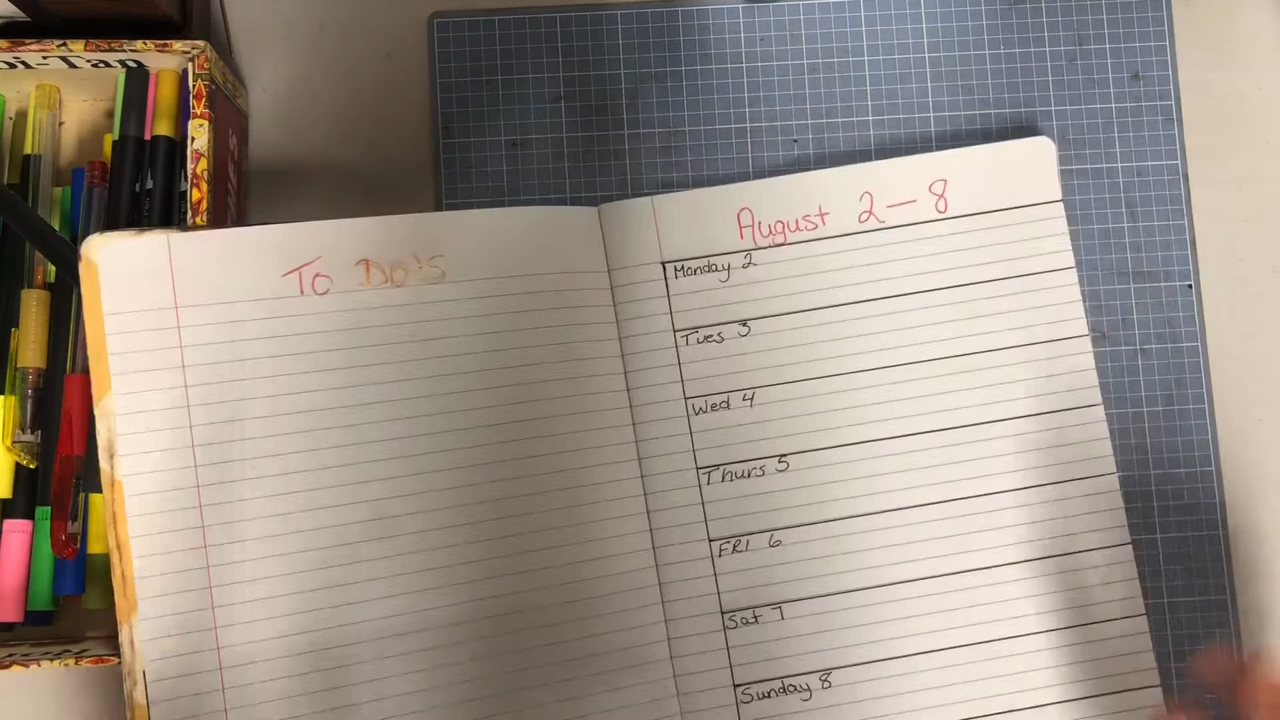 To Do's
August 2-8
Monday 2
Tues 3
Wed 4
Thurs 5
FRI 6
Sat 7
Sunday 8